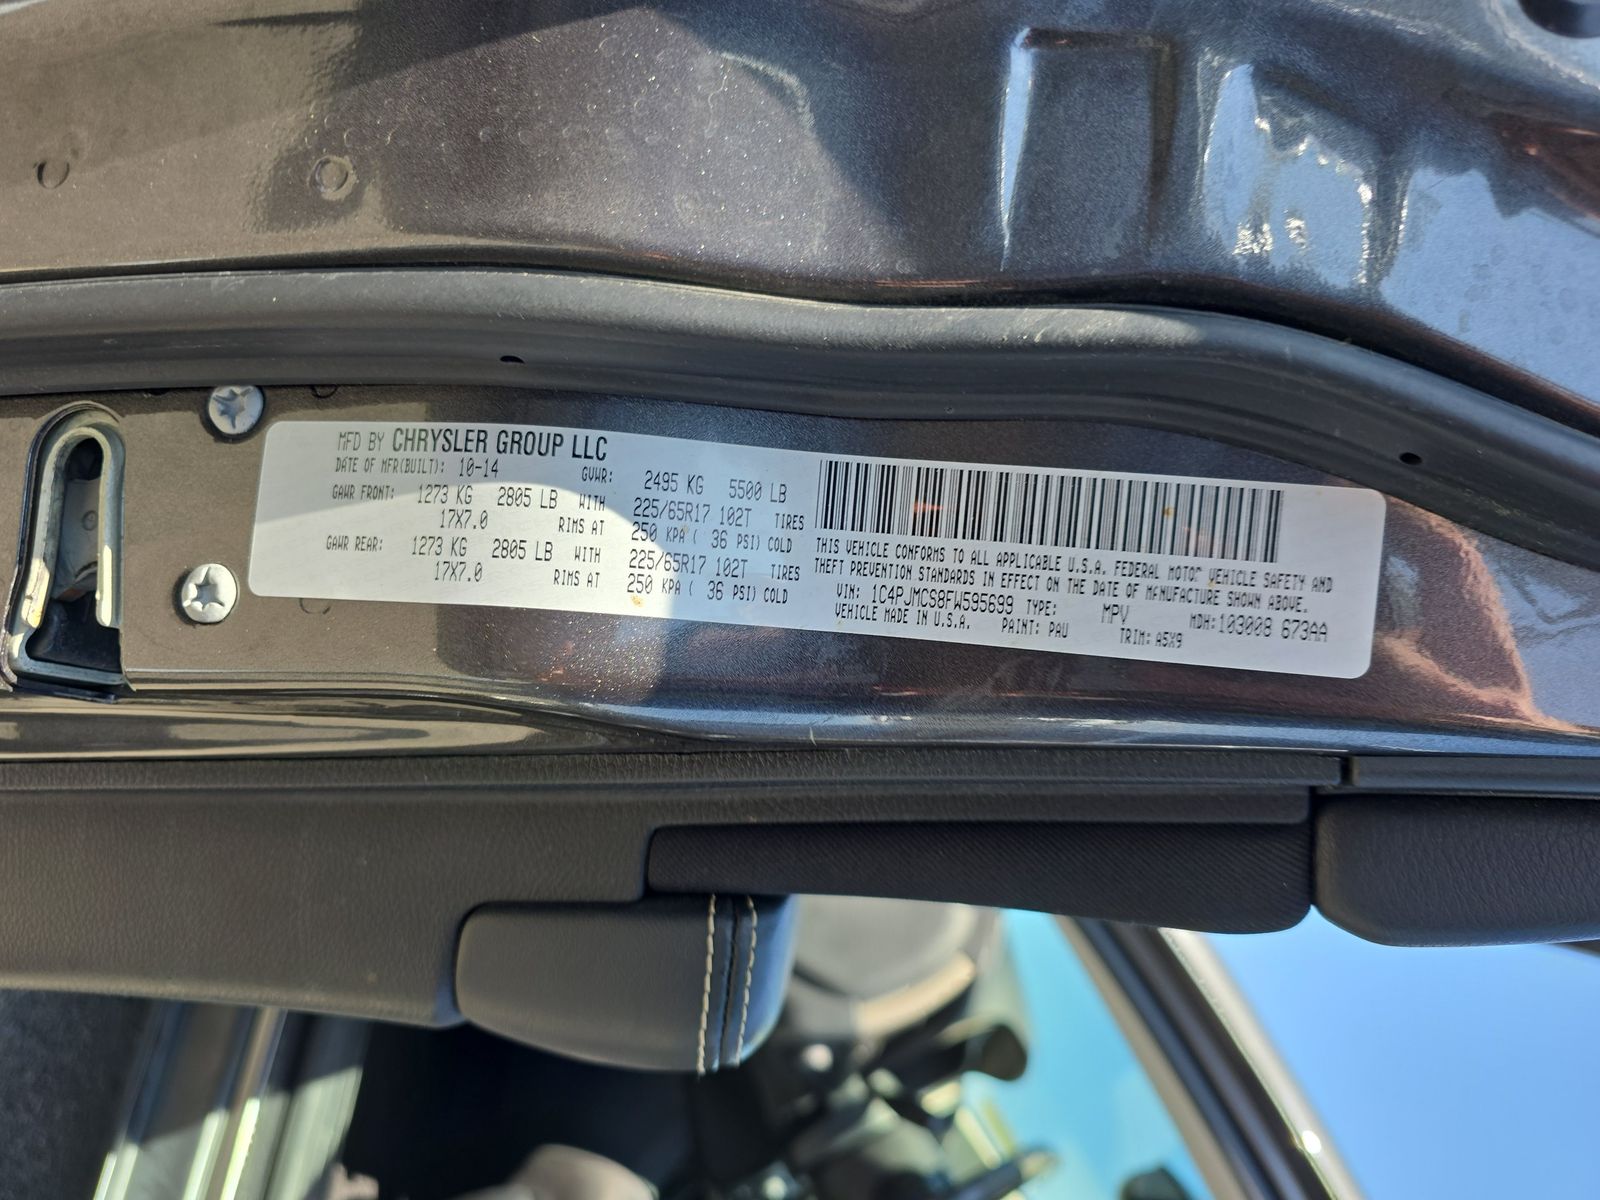 MFD BY CHRYSLER GROUP LLC
DATE OF MFR(BUILT): 10-14 GVWR: 2495 KG 5500 LB
GAWR FRONT: 1273 KG 2805 LB WITH 225/65R17 102T TIRES
17X7.0 RIMS AT 250 KPA ( 36 PSI) COLD
GAWR REAR: 1273 KG 2805 LB WITH 225/65R17 102T TIRES
17X7.0 RIMS AT 250 KPA ( 36 PSI) COLD
THIS VEHICLE CONFORMS TO ALL APPLICABLE U.S.A. FEDERAL MOTOR VEHICLE SAFETY AND
THEFT PREVENTION STANDARDS IN EFFECT ON THE DATE OF MANUFACTURE SHOWN ABOVE.
VIN: 1C4PJMCS8FW595699 TYPE: MPV MDH:103008 673AA
VEHICLE MADE IN U.S.A. PAINT: PAU TRIM: A5X9